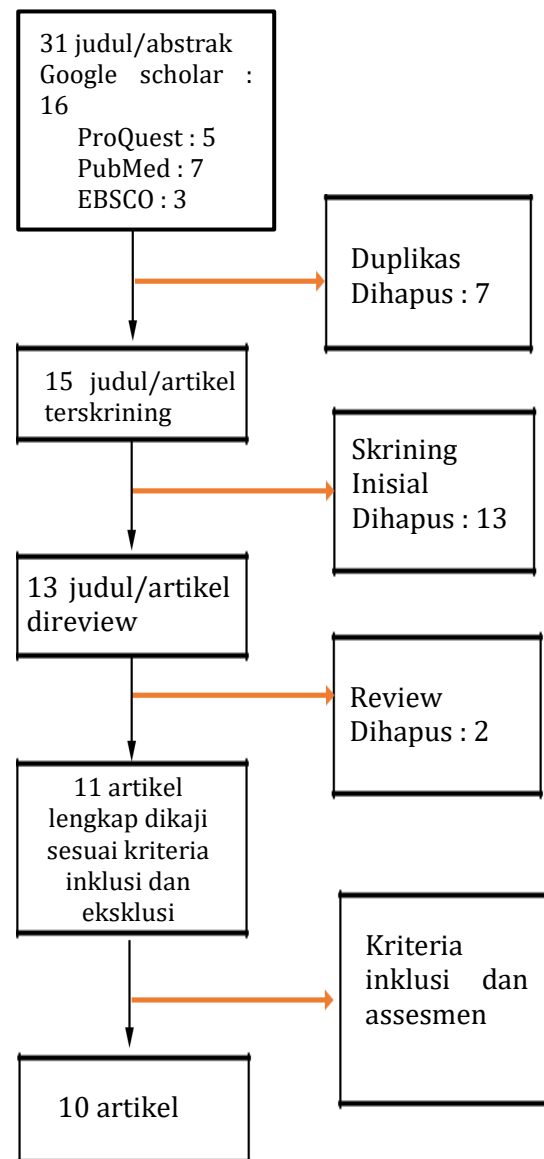 31 judul/abstrak
Google scholar :
16
ProQuest : 5
PubMed : 7
EBSCO : 3
Duplikas
Dihapus : 7
15 judul/artikel
terskrining
Skrining
Inisial
Dihapus : 13
13 judul/artikel
direview
Review
Dihapus : 2
11 artikel
lengkap dikaji
sesuai kriteria
inklusi dan
eksklusi
Kriteria
inklusi dan
assesmen
10 artikel